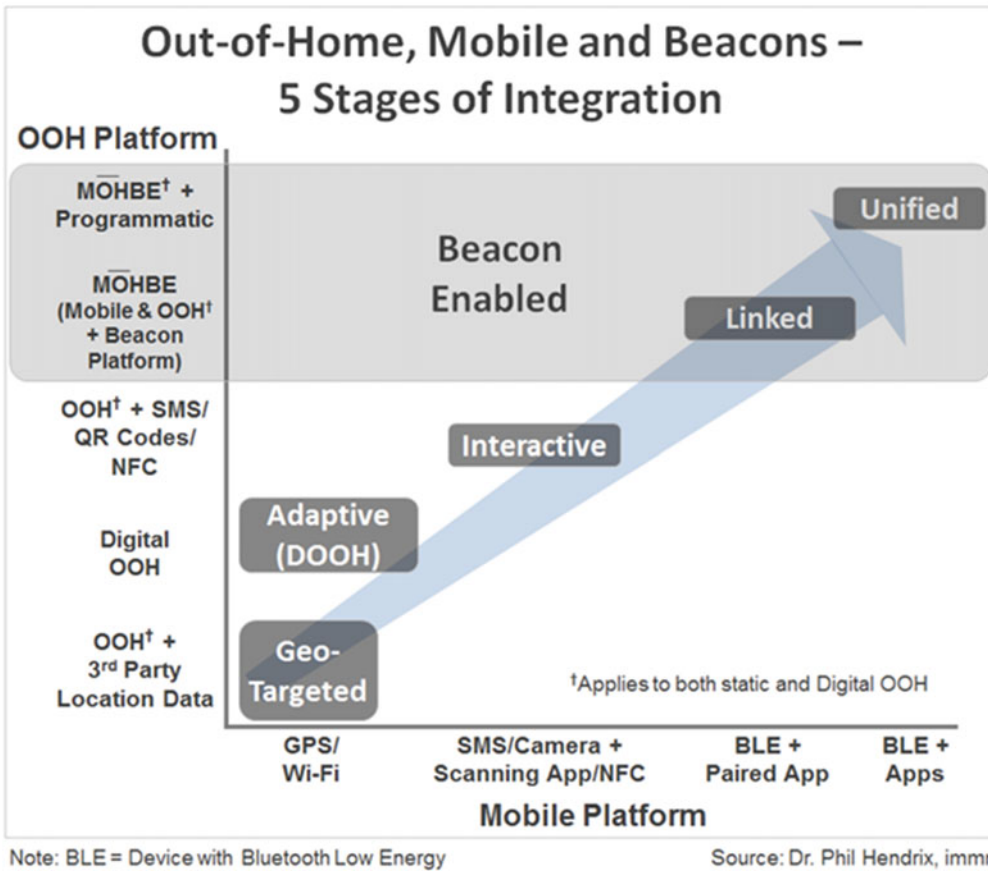 Out-of-Home, Mobile and Beacons –
5 Stages of Integration
OOH Platform
M̅O̅HBE† +
Programmatic
M̅O̅HBE
(Mobile & OOH†
+ Beacon
Platform)
OOH† + SMS/
QR Codes/
NFC
Digital
OOH
OOH† +
3rd Party
Location Data
Beacon
Enabled
Unified
Linked
Interactive
Adaptive
(DOOH)
Geo-
Targeted
†Applies to both static and Digital OOH
GPS/
Wi-Fi
SMS/Camera +
Scanning App/NFC
BLE +
Paired App
BLE +
Apps
Mobile Platform
Note: BLE = Device with Bluetooth Low Energy
Source: Dr. Phil Hendrix, immr